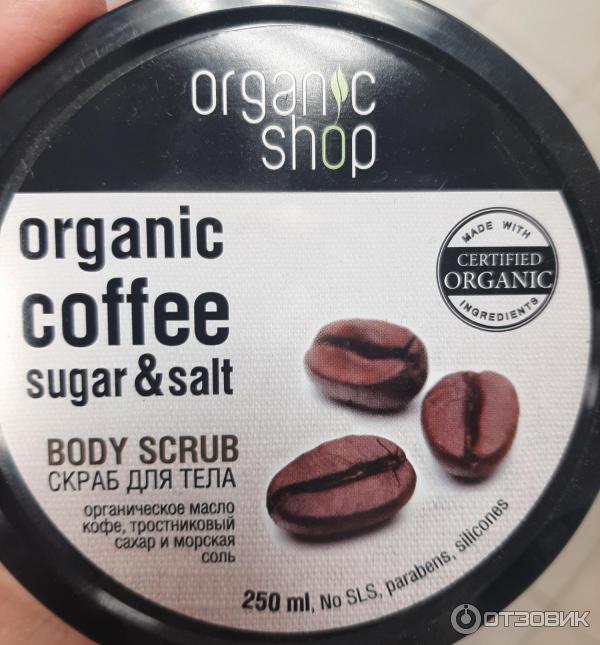 organic
shop
organic
coffee
sugar & salt
BODY SCRUB
СКРАБ ДЛЯ ТЕЛА
органическое масло
кофе, тростниковый
сахар и морская
соль
MADE WITH
CERTIFIED
ORGANIC
INGREDIENTS
250 ml, No SLS, parabens, silicones
ОТЗОВИК